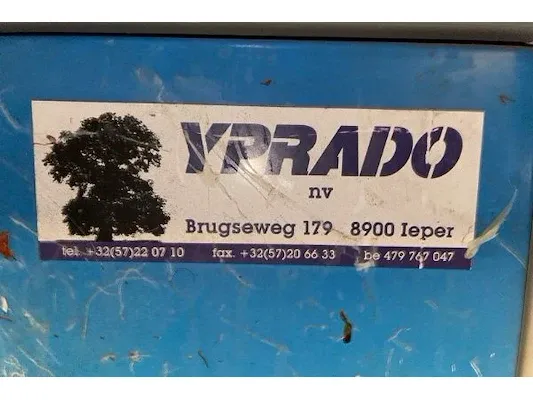 YPRADO
nv
Brugseweg 179 8900 Ieper
tel. +32(57)22 07 10 fax. +32(57)20 66 33 be 479 767 047